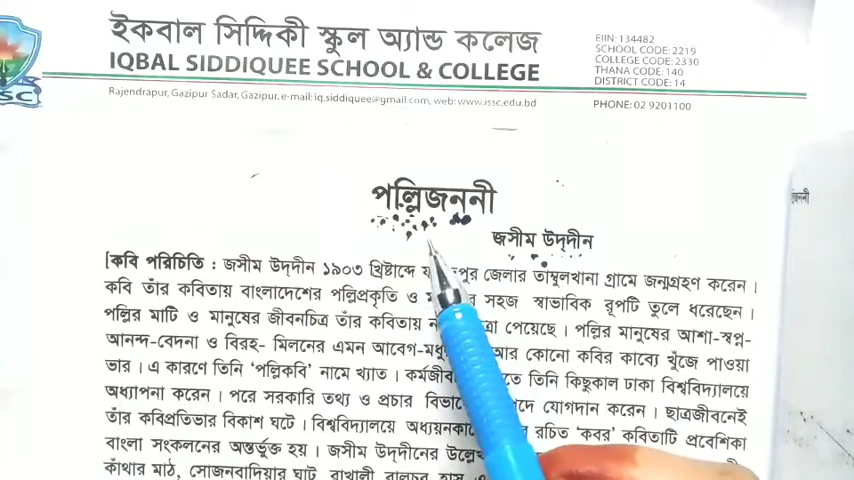 ইকবাল সিদ্দিকী স্কুল অ্যান্ড কলেজ
IQBAL SIDDIQUEE SCHOOL & COLLEGE
Rajendrapur, Gazipur Sadar, Gazipur. e-mail: iq.siddiquee@gmail.com, web: www.issc.edu.bd
EIIN: 134482
SCHOOL CODE: 2219
COLLEGE CODE: 2330
THANA CODE: 140
DISTRICT CODE: 14
PHONE: 02 9201100
SC
পল্লিজননী
জসীম উদ্‌দীন
[কবি পরিচিতি : জসীম উদ্‌দীন ১৯০৩ খ্রিষ্টাব্দে জেলার তাম্বুলখানা গ্রামে জন্মগ্রহণ করেন।
কবি তাঁর কবিতায় বাংলাদেশের পল্লিপ্রকৃতি ও সহজ স্বাভাবিক রূপটি তুলে ধরেছেন।
পল্লির মাটি ও মানুষের জীবনচিত্র তাঁর কবিতায় পেয়েছে। পল্লির মানুষের আশা-স্বপ্ন-
আনন্দ-বেদনা ও বিরহ- মিলনের এমন আবেগ-মধুর আর কোনো কবির কাব্যে খুঁজে পাওয়া
ভার। এ কারণে তিনি ‘পল্লিকবি’ নামে খ্যাত। তিনি কিছুকাল ঢাকা বিশ্ববিদ্যালয়ে
অধ্যাপনা করেন। পরে সরকারি তথ্য ও প্রচার যোগদান করেন। ছাত্রজীবনেই
তাঁর কবিপ্রতিভার বিকাশ ঘটে। বিশ্ববিদ্যালয়ে রচিত ‘কবর’ কবিতাটি প্রবেশিকা
বাংলা সংকলনের অন্তর্ভুক্ত হয়। জসীম উদ্‌দীনের
কাঁথার মাঠ, সোজনবাদিয়ার ঘাট, রাখালী, বালুচর,